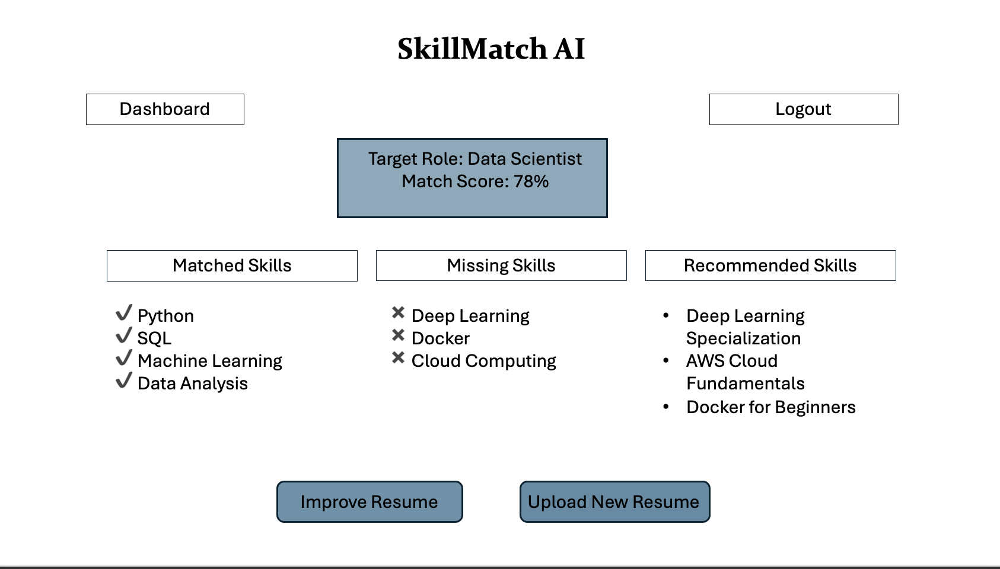 SkillMatch AI
Dashboard
Logout
Target Role: Data Scientist
Match Score: 78%
Matched Skills
✔ Python
✔ SQL
✔ Machine Learning
✔ Data Analysis
Missing Skills
✖ Deep Learning
✖ Docker
✖ Cloud Computing
Recommended Skills
• Deep Learning
Specialization
• AWS Cloud
Fundamentals
• Docker for Beginners
Improve Resume
Upload New Resume